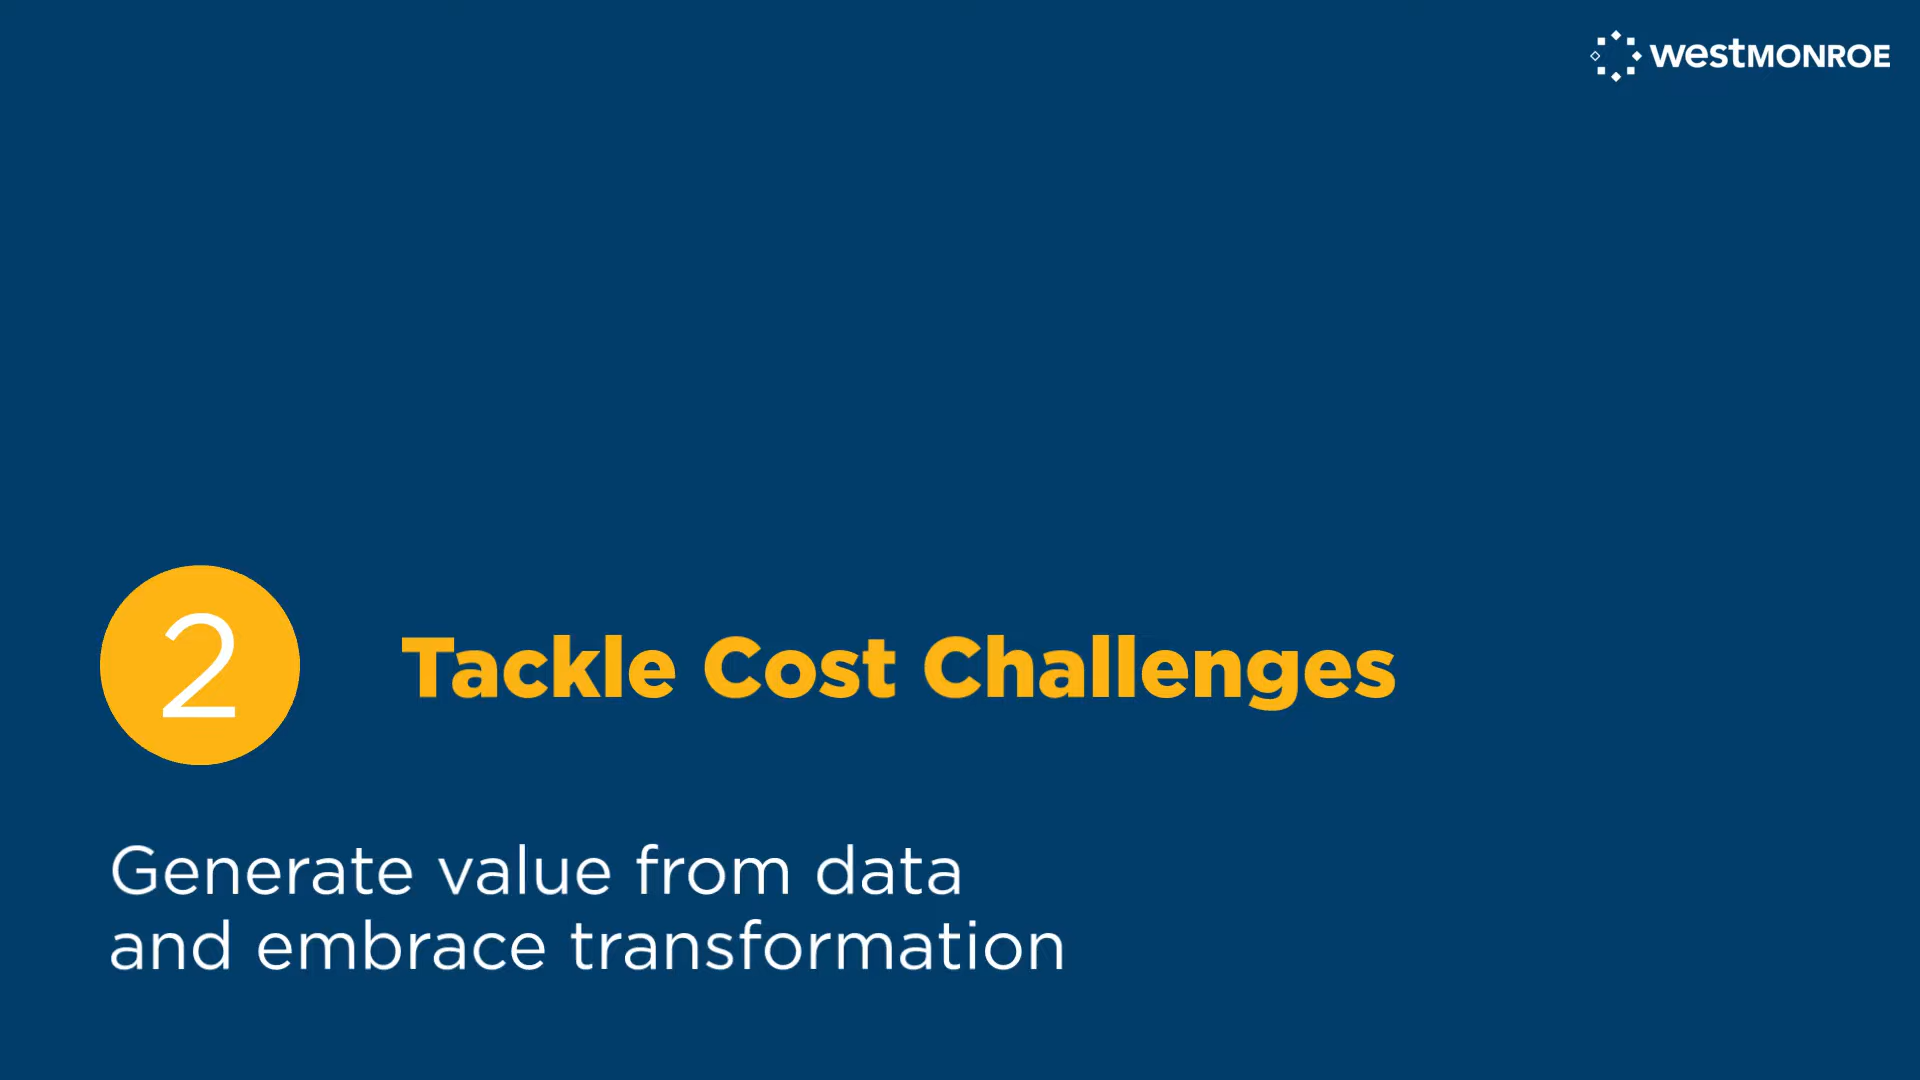 westMONROE
2
Tackle Cost Challenges
Generate value from data
and embrace transformation